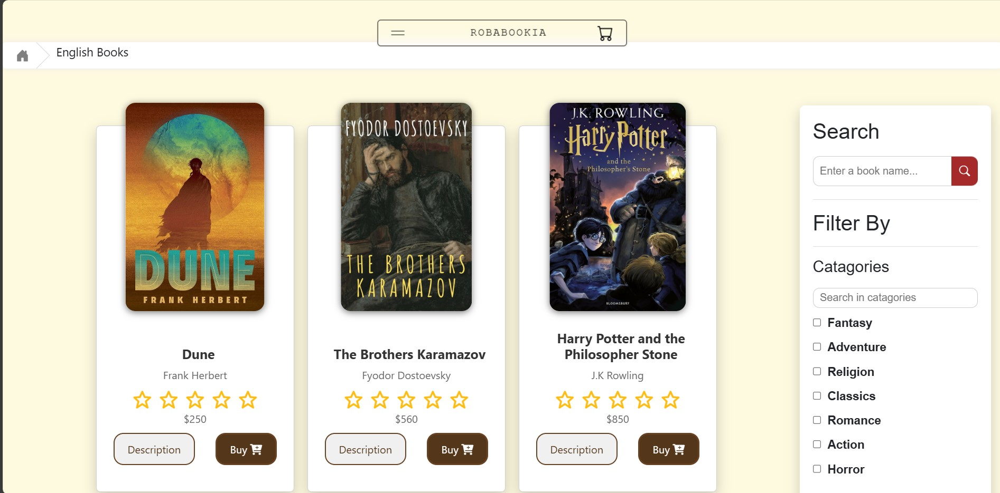 ROBABOOKIA
English Books
FYODOR DOSTOEVSKY
THE BROTHERS
KARAMAZOV
DUNE
FRANK HERBERT
J.K. ROWLING
Harry Potter
and the
Philosopher's Stone
BLOOMSBURY
Dune
Frank Herbert
$250
Description
Buy
The Brothers Karamazov
Fyodor Dostoevsky
$560
Description
Buy
Harry Potter and the
Philosopher Stone
J.K Rowling
$850
Description
Buy
Search
Enter a book name...
Filter By
Catagories
Search in catagories
Fantasy
Adventure
Religion
Classics
Romance
Action
Horror